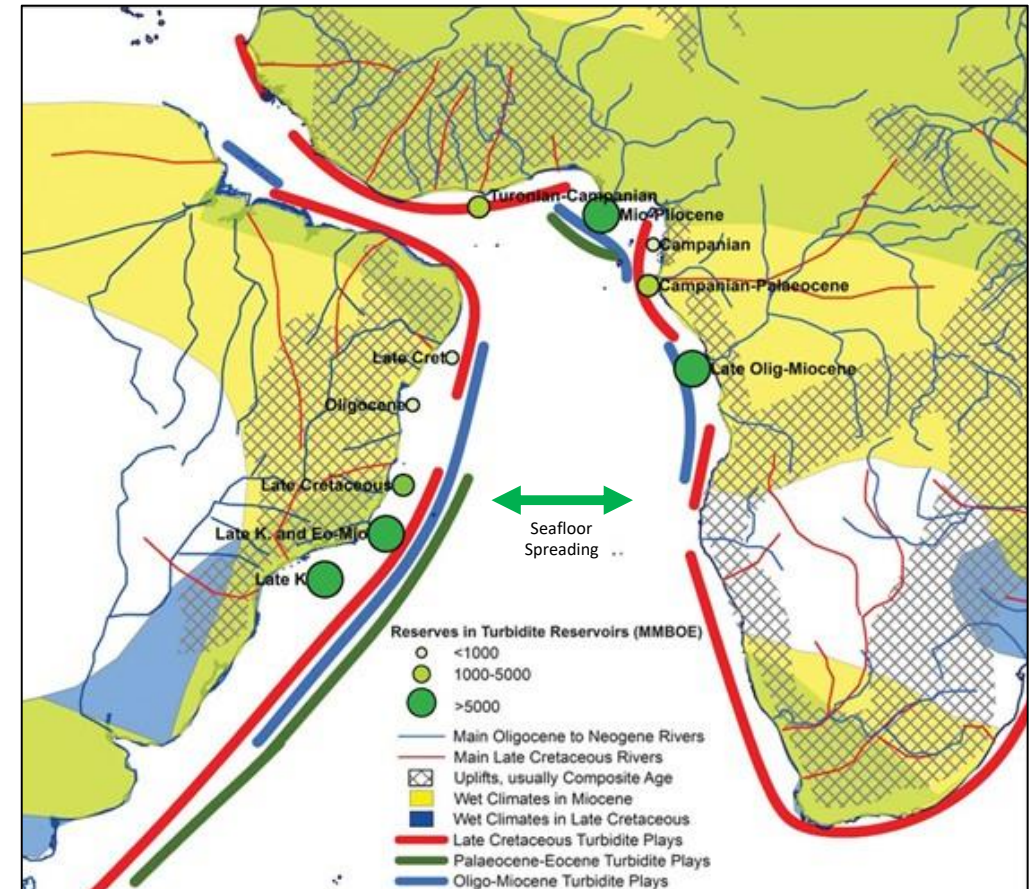 Turonian-Campanian
Mio-Pliocene
Campanian
Campanian-Palaeocene
Late Cret
Late Olig-Miocene
Oligocene
Late Cretaceous
Seafloor
Spreading
Late K. and Eo-Mio
Late K
Reserves in Turbidite Reservoirs (MMBOE)
<1000
1000-5000
>5000
Main Oligocene to Neogene Rivers
Main Late Cretaceous Rivers
Uplifts, usually Composite Age
Wet Climates in Miocene
Wet Climates in Late Cretaceous
Late Cretaceous Turbidite Plays
Palaeocene-Eocene Turbidite Plays
Oligo-Miocene Turbidite Plays